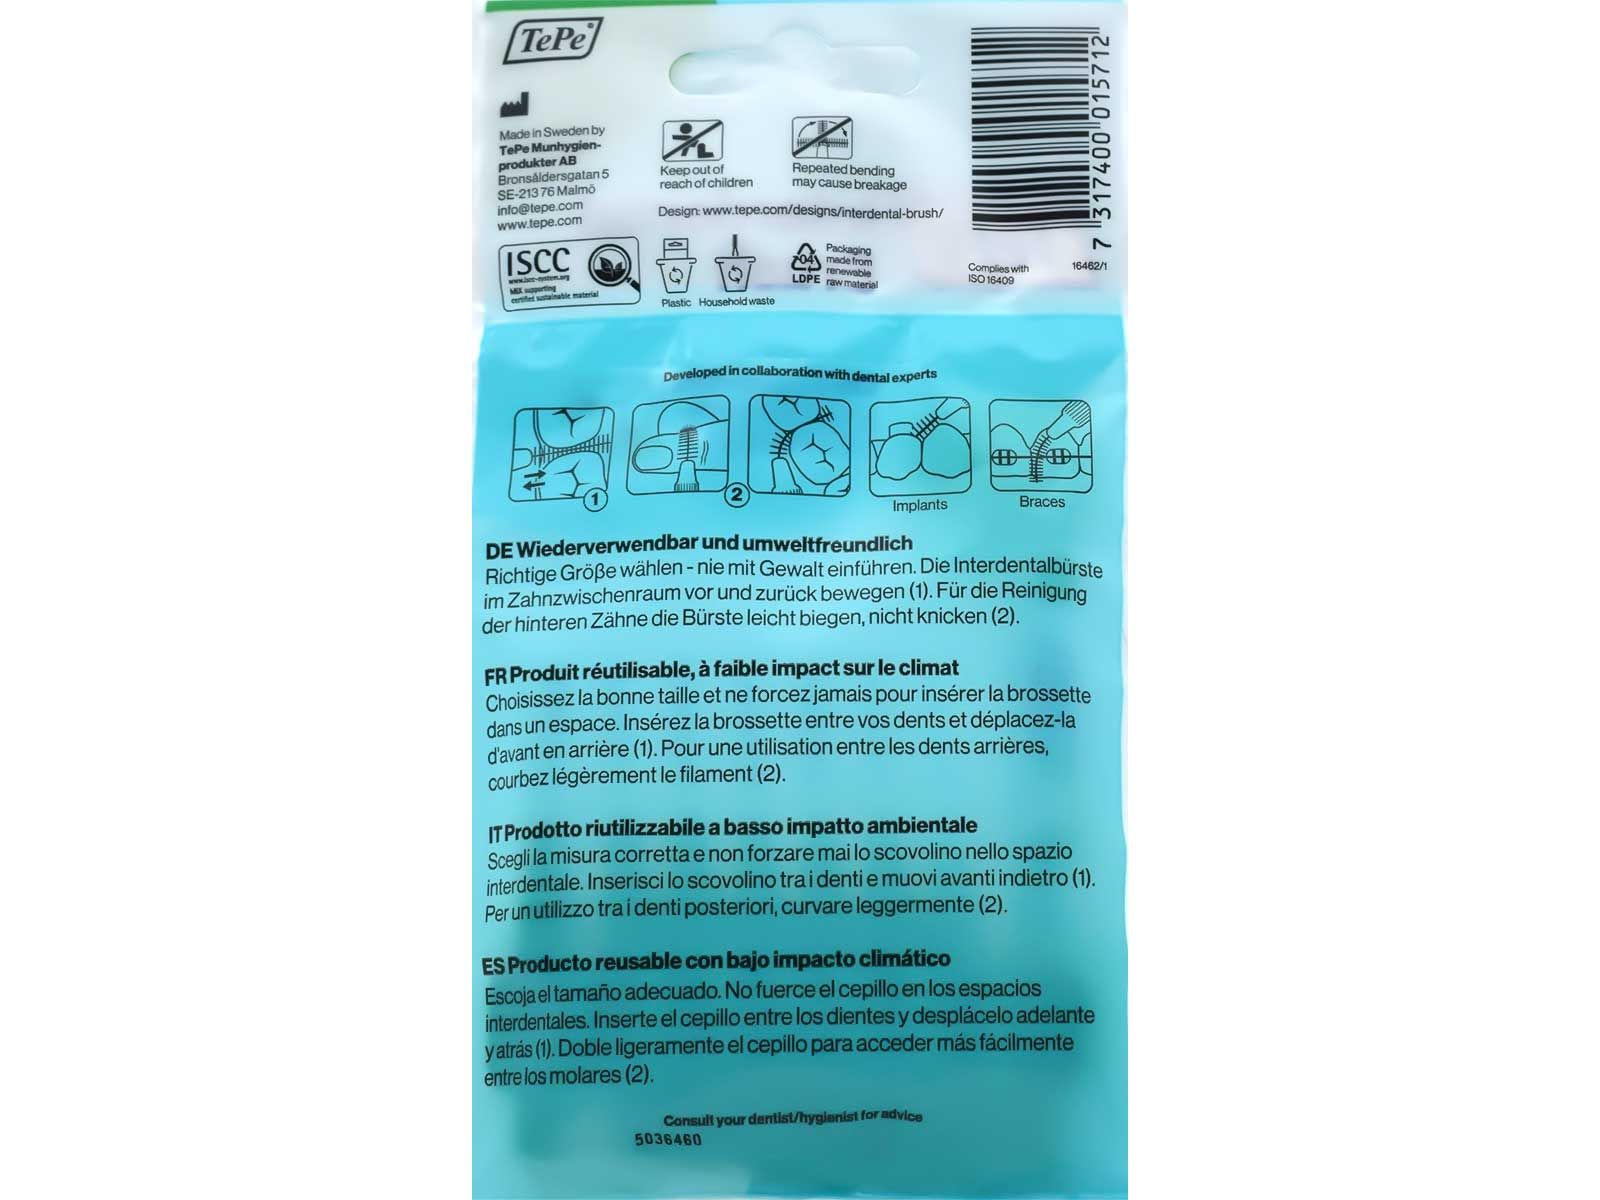 TePe
Made in Sweden by
TePe Munhygien-
produkter AB
Bronsåldersgatan 5
SE-213 76 Malmö
info@tepe.com
www.tepe.com
Keep out of
reach of children
Repeated bending
may cause breakage
Design: www.tepe.com/designs/interdental-brush/
7 317400 015712
ISCC
www.iscc-system.org
MBX supporting
certified sustainable material
Plastic
Household waste
04
LDPE
Packaging
made from
renewable
raw material
Complies with
ISO 16409
16462/1
Developed in collaboration with dental experts
1
2
Implants
Braces
DE Wiederverwendbar und umweltfreundlich
Richtige Größe wählen - nie mit Gewalt einführen. Die Interdentalbürste
im Zahnzwischenraum vor und zurück bewegen (1). Für die Reinigung
der hinteren Zähne die Bürste leicht biegen, nicht knicken (2).
FR Produit réutilisable, à faible impact sur le climat
Choisissez la bonne taille et ne forcez jamais pour insérer la brossette
dans un espace. Insérez la brossette entre vos dents et déplacez-la
d'avant en arrière (1). Pour une utilisation entre les dents arrières,
courbez légèrement le filament (2).
IT Prodotto riutilizzabile a basso impatto ambientale
Scegli la misura corretta e non forzare mai lo scovolino nello spazio
interdentale. Inserisci lo scovolino tra i denti e muovi avanti indietro (1).
Per un utilizzo tra i denti posteriori, curvare leggermente (2).
ES Producto reusable con bajo impacto climático
Escoja el tamaño adecuado. No fuerce el cepillo en los espacios
interdentales. Inserte el cepillo entre los dientes y desplácelo adelante
y atrás (1). Doble ligeramente el cepillo para acceder más fácilmente
entre los molares (2).
Consult your dentist/hygienist for advice
5036460